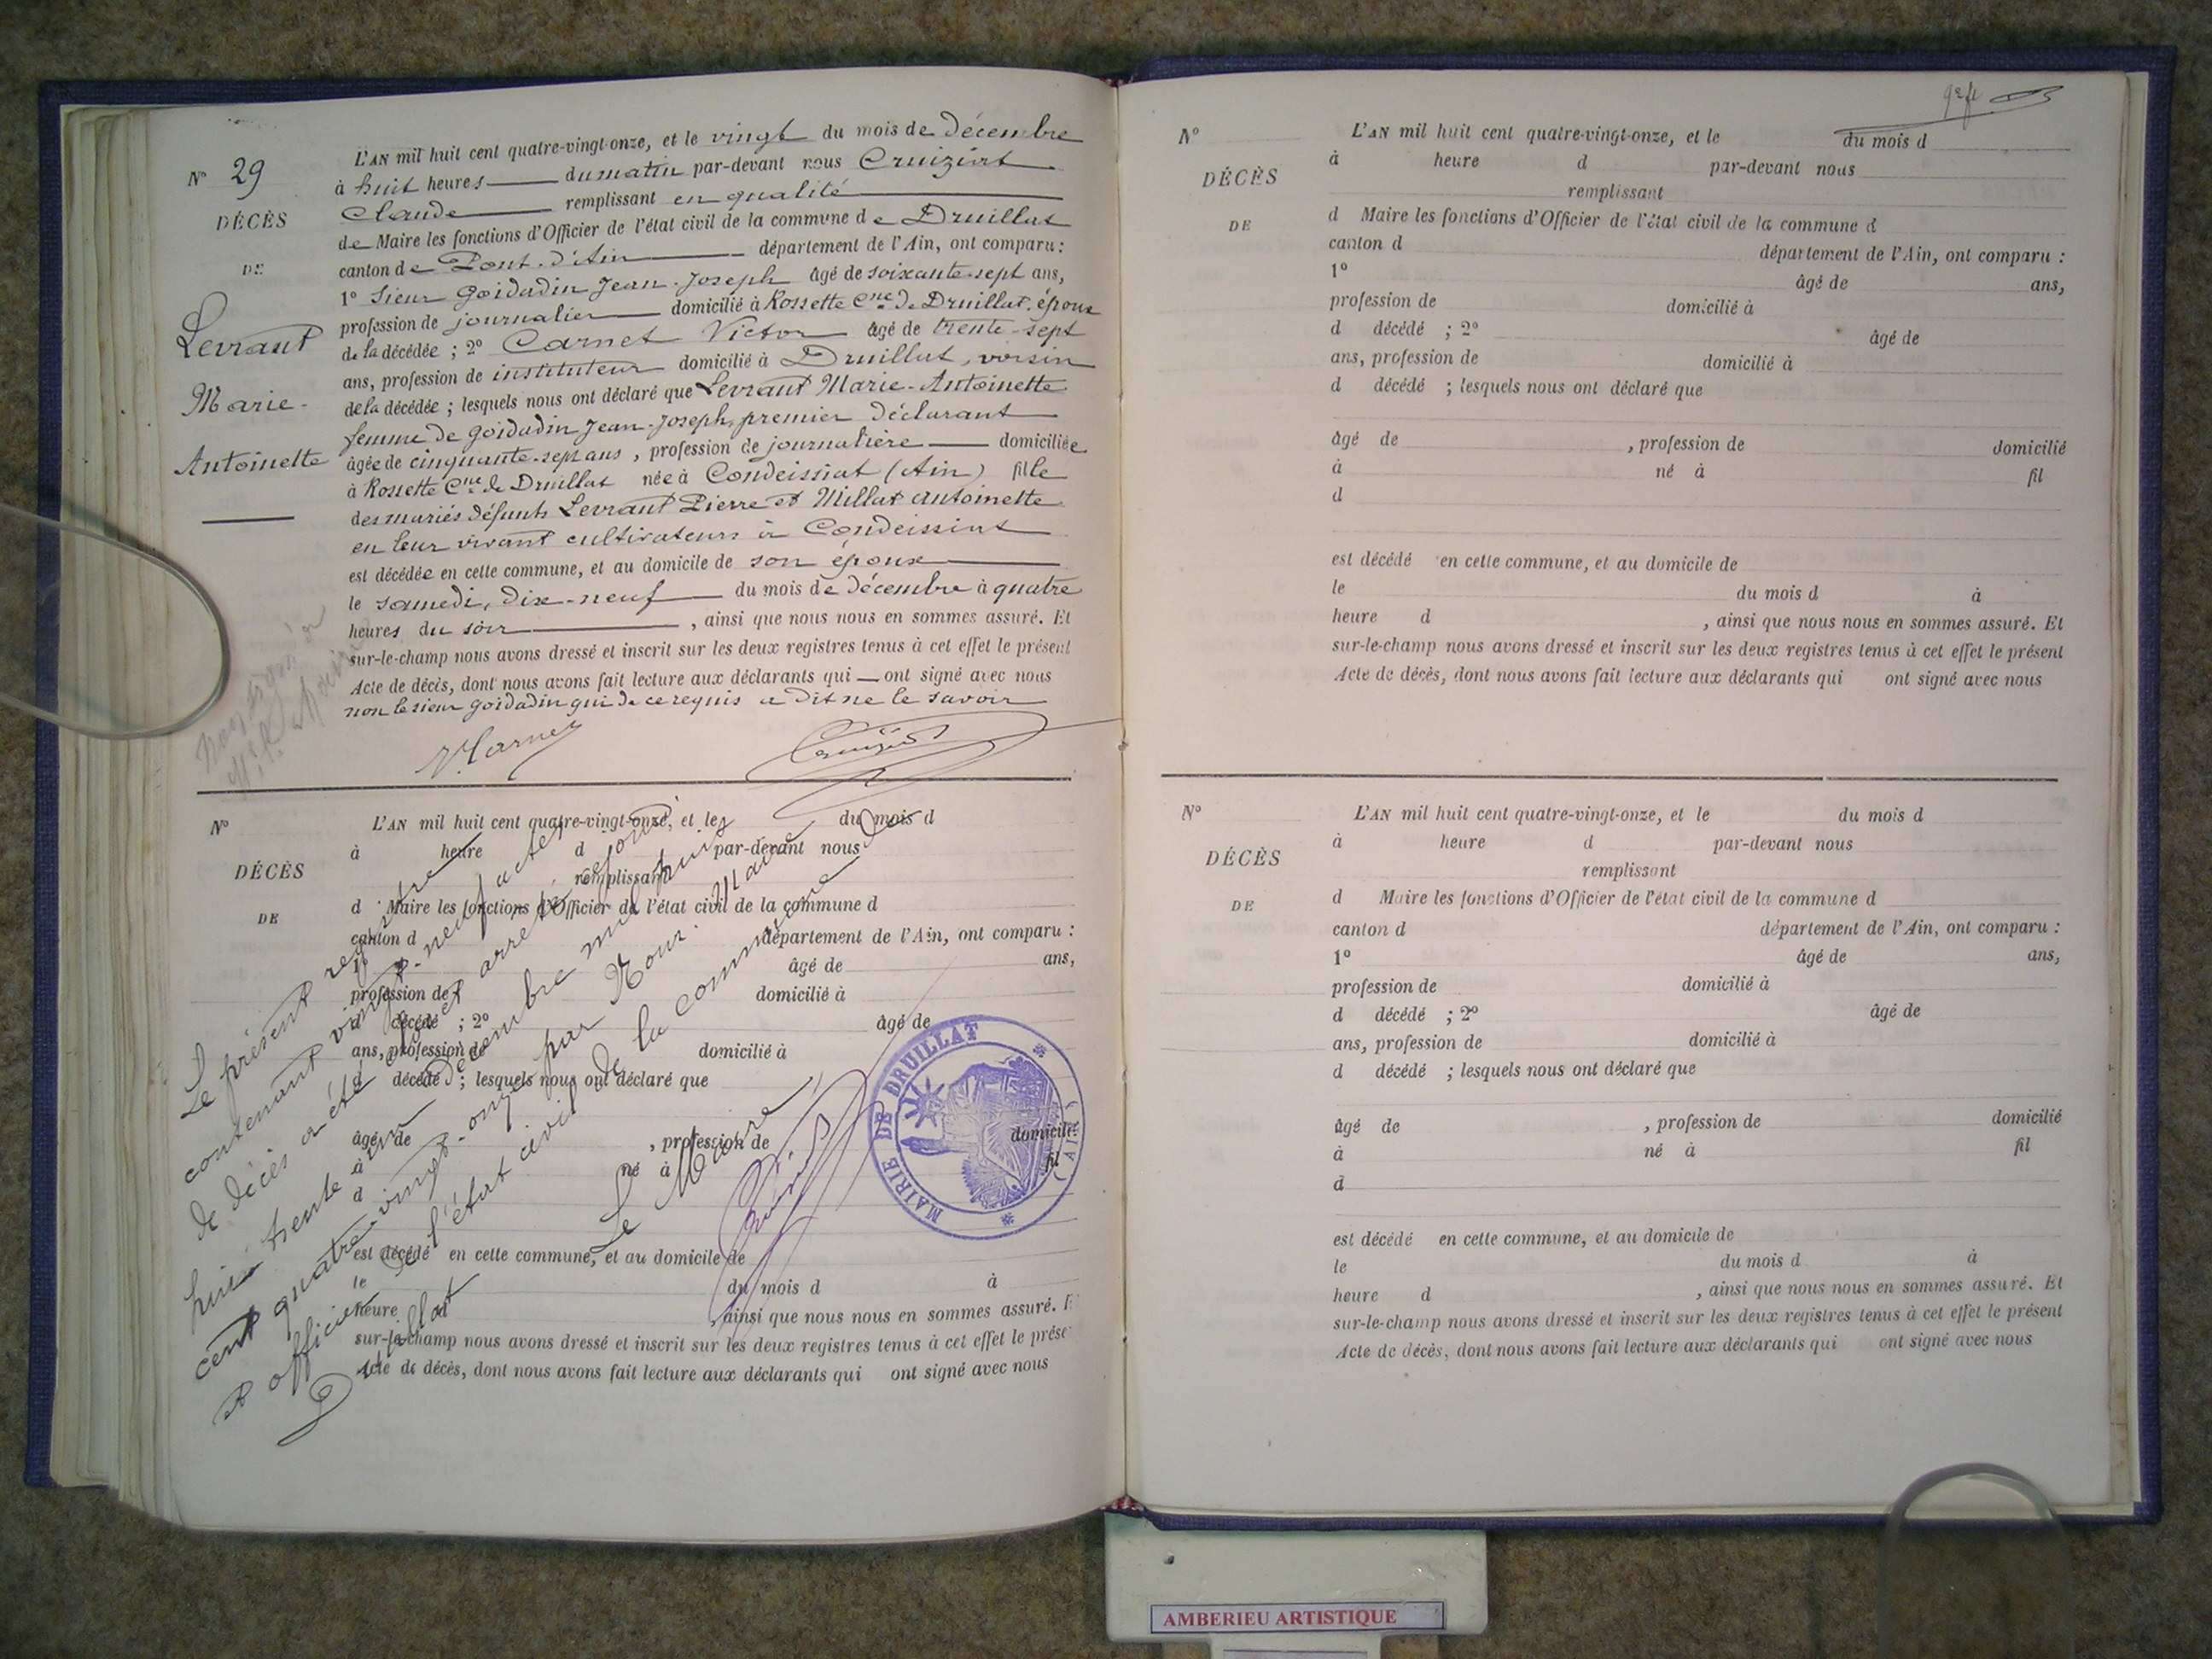 L'AN mil huit cent quatre-vingt-onze, et le vingt du mois de Décembre
N° 29 à huit heures du matin par-devant nous Cruiziat
Claude remplissant en qualité
DÉCÈS de Maire les fonctions d'Officier de l'état civil de la commune de Druillat
canton de Pont-d'Ain département de l'Ain, ont comparu :
DE 1° Sieur Goidadin Jean-Joseph âgé de soixante-sept ans,
profession de journalier domicilié à Rossette Cne de Druillat, époux
Levraut de la décédée ; 2° Carnet Victor âgé de trente-sept
ans, profession de instituteur domicilié à Druillat, voisin
Marie- de la décédée ; lesquels nous ont déclaré que Levraut Marie-Antoinette
femme de Goidadin Jean-Joseph, premier déclarant
Antoinette âgée de cinquante-sept ans, profession de journalière domiciliée
à Rossette Cne de Druillat née à Condeissiat (Ain) fille
des mariés défunts Levraut Pierre et Millat Antoinette
en leur vivant cultivateurs à Condeissiat
est décédée en cette commune, et au domicile de son époux
le samedi, dix-neuf du mois de Décembre à quatre
heures du soir, ainsi que nous nous en sommes assuré. Et
sur-le-champ nous avons dressé et inscrit sur les deux registres tenus à cet effet le présent
Acte de décès, dont nous avons fait lecture aux déclarants qui ont signé avec nous
non le sieur Goidadin qui de ce requis a dit ne le savoir
V. Carnet Cruiziat
N° L'AN mil huit cent quatre-vingt-onze, et le du mois d
à heure d par-devant nous
DÉCÈS remplissant
d Maire les fonctions d'Officier de l'état civil de la commune d
DE canton d département de l'Ain, ont comparu :
1° âgé de ans,
profession de domicilié à
d décédé ; 2° âgé de
ans, profession de domicilié à
d décédé ; lesquels nous ont déclaré que
âgé de , profession de domicilié
à né à fil
d
est décédé en cette commune, et au domicile de
le du mois d à
heure d , ainsi que nous nous en sommes assuré. E
sur-le-champ nous avons dressé et inscrit sur les deux registres tenus à cet effet le prése
Acte de décès, dont nous avons fait lecture aux déclarants qui ont signé avec nous
Le présent registre
contenant vingt-neuf actes
de décès a été clos et arrêté ce jourd'
hui trente un Décembre mil huit
cent quatre-vingt-onze par Nous Maire
et officier de l'état civil de la commune de
Druillat
Le Maire
MAIRIE DE DRUILLAT
(AIN)
N° L'AN mil huit cent quatre-vingt-onze, et le du mois d
à heure d par-devant nous
DÉCÈS remplissant
d Maire les fonctions d'Officier de l'état civil de la commune d
DE canton d département de l'Ain, ont comparu :
1° âgé de ans,
profession de domicilié à
d décédé ; 2° âgé de
ans, profession de domicilié à
d décédé ; lesquels nous ont déclaré que
âgé de , profession de domicilié
à né à fil
d
est décédé en cette commune, et au domicile de
le du mois d à
heure d , ainsi que nous nous en sommes assuré. Et
sur-le-champ nous avons dressé et inscrit sur les deux registres tenus à cet effet le présent
Acte de décès, dont nous avons fait lecture aux déclarants qui ont signé avec nous
N° L'AN mil huit cent quatre-vingt-onze, et le du mois d
à heure d par-devant nous
DÉCÈS remplissant
d Maire les fonctions d'Officier de l'état civil de la commune d
DE canton d département de l'Ain, ont comparu :
1° âgé de ans,
profession de domicilié à
d décédé ; 2° âgé de
ans, profession de domicilié à
d décédé ; lesquels nous ont déclaré que
âgé de , profession de domicilié
à né à fil
d
est décédé en cette commune, et au domicile de
le du mois d à
heure d , ainsi que nous nous en sommes assuré. Et
sur-le-champ nous avons dressé et inscrit sur les deux registres tenus à cet effet le présent
Acte de décès, dont nous avons fait lecture aux déclarants qui ont signé avec nous
AMBERIEU ARTISTIQUE